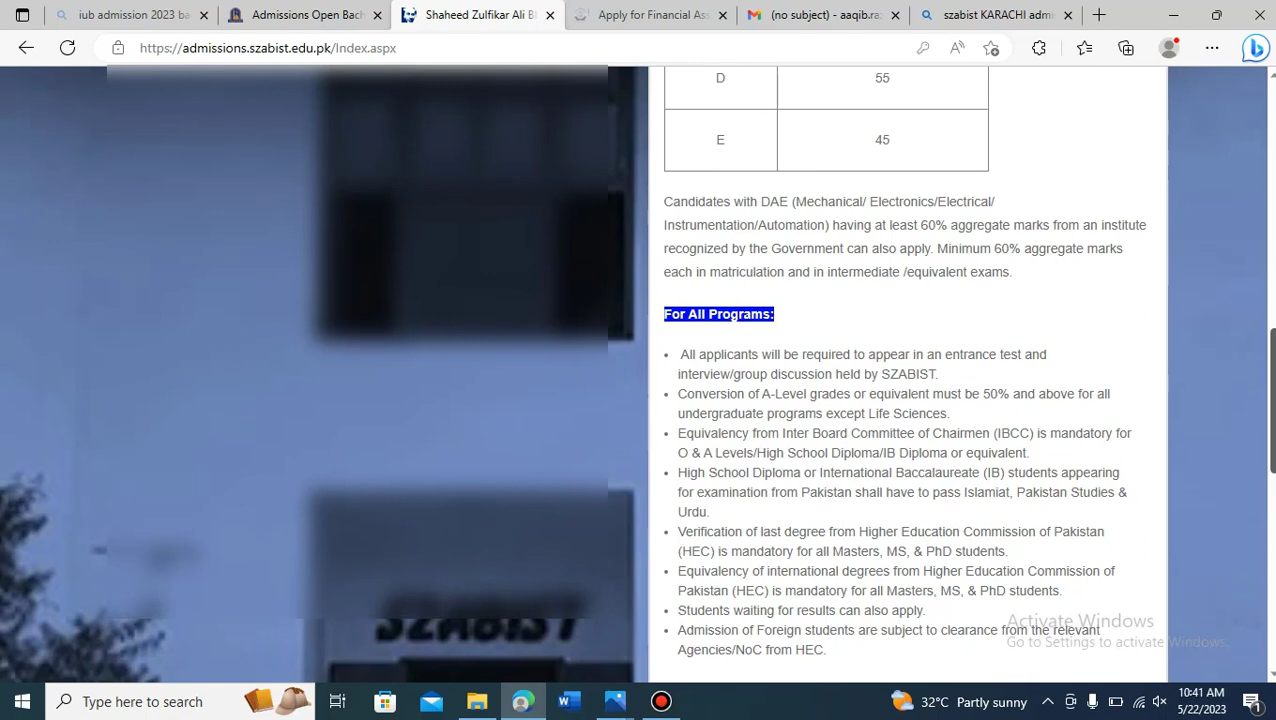 iub admission 2023 ba
Admissions Open Bach
Shaheed Zulfikar Ali Bh
Apply for Financial Ass
(no subject) - aaqib.raz
szabist KARACHI admi
https://admissions.szabist.edu.pk/Index.aspx
D 55
E 45
Candidates with DAE (Mechanical/ Electronics/Electrical/
Instrumentation/Automation) having at least 60% aggregate marks from an institute
recognized by the Government can also apply. Minimum 60% aggregate marks
each in matriculation and in intermediate /equivalent exams.
For All Programs:
• All applicants will be required to appear in an entrance test and
interview/group discussion held by SZABIST.
• Conversion of A-Level grades or equivalent must be 50% and above for all
undergraduate programs except Life Sciences.
• Equivalency from Inter Board Committee of Chairmen (IBCC) is mandatory for
O & A Levels/High School Diploma/IB Diploma or equivalent.
• High School Diploma or International Baccalaureate (IB) students appearing
for examination from Pakistan shall have to pass Islamiat, Pakistan Studies &
Urdu.
• Verification of last degree from Higher Education Commission of Pakistan
(HEC) is mandatory for all Masters, MS, & PhD students.
• Equivalency of international degrees from Higher Education Commission of
Pakistan (HEC) is mandatory for all Masters, MS, & PhD students.
• Students waiting for results can also apply.
• Admission of Foreign students are subject to clearance from the relevant
Agencies/NoC from HEC.
SZABIST
Activate Windows
Go to Settings to activate Windows.
Type here to search
32°C Partly sunny
10:41 AM
5/22/2023
1